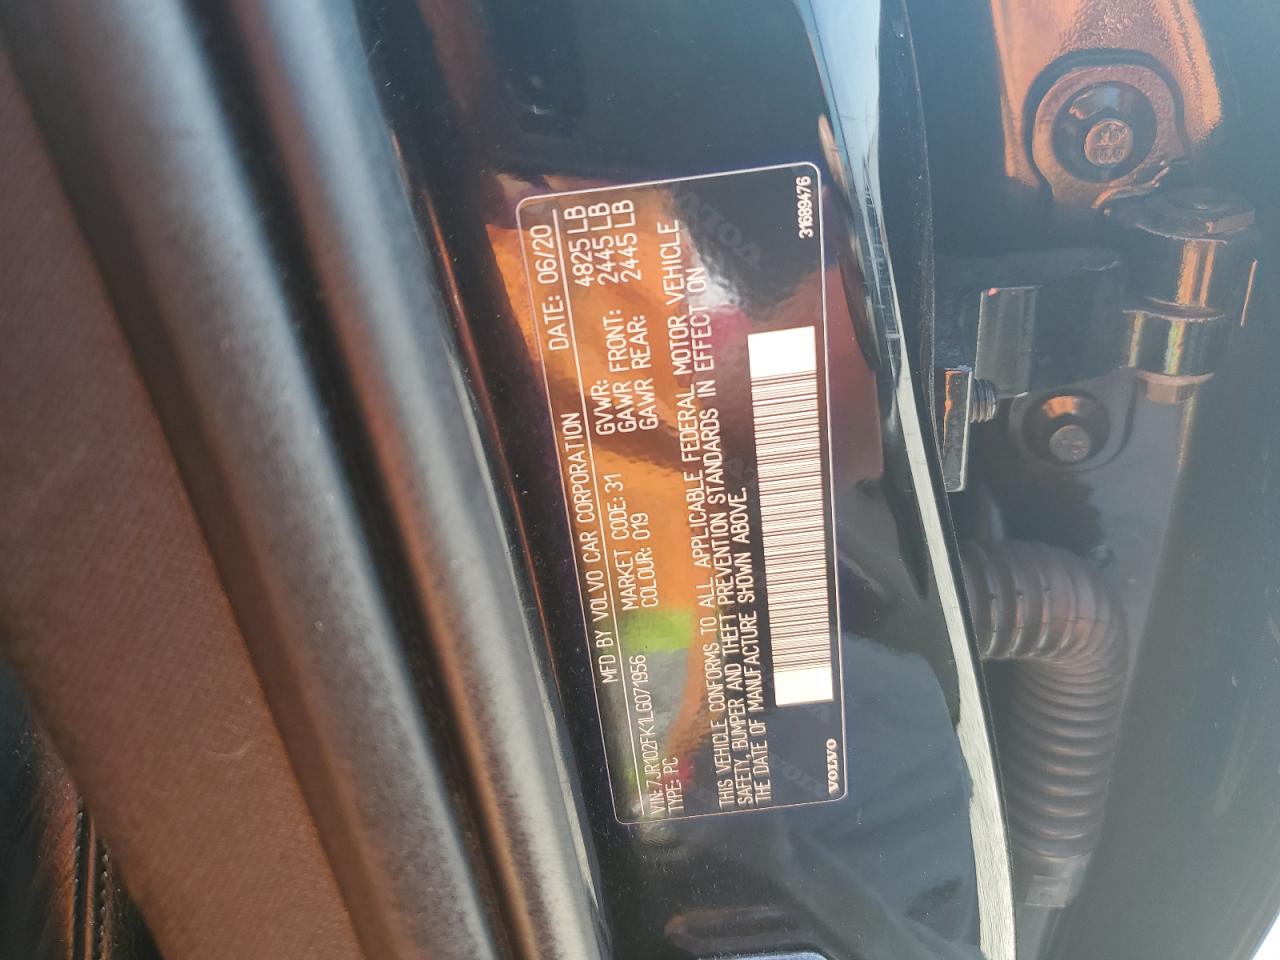 MFD BY VOLVO CAR CORPORATION DATE: 06/20
GVWR: 4825 LB
MARKET CODE: 31 GAWR FRONT: 2445 LB
VIN: 7JR102FK1LG071956 COLOUR: 019 GAWR REAR: 2445 LB
TYPE: PC
THIS VEHICLE CONFORMS TO ALL APPLICABLE FEDERAL MOTOR VEHICLE
SAFETY, BUMPER AND THEFT PREVENTION STANDARDS IN EFFECT ON
THE DATE OF MANUFACTURE SHOWN ABOVE.
VOLVO 31689476
10.9